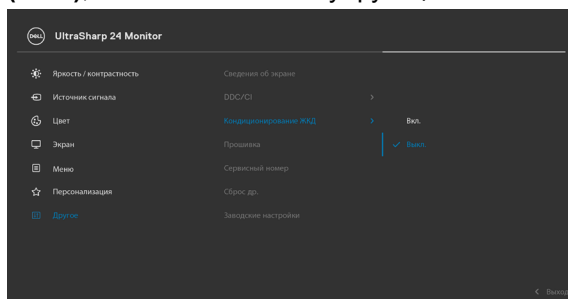 DELL
UltraSharp 24 Monitor
Яркость / контрастность
Сведения об экране
Источник сигнала
DDC/CI
Цвет
Кондиционирование ЖКД
Вкл.
Экран
Прошивка
Выкл.
Меню
Сервисный номер
Персонализация
Сброс др.
Другое
Заводские настройки
Выход